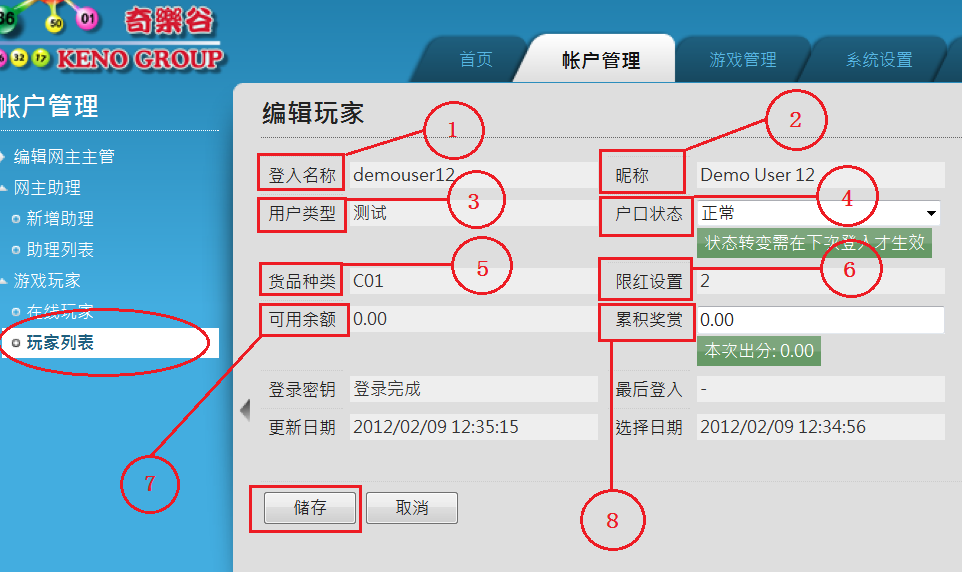 36 50 01
奇樂谷
32 17 KENO GROUP
首页 帐户管理 游戏管理 系统设置
帐户管理
编辑网主主管
网主助理
新增助理
助理列表
游戏玩家
在线玩家
玩家列表
编辑玩家
1 2
登入名称 demouser12 昵称 Demo User 12
3 4
用户类型 测试 户口状态 正常
状态转变需在下次登入才生效
5 6
货品种类 C01 限红设置 2
可用余额 0.00 累积奖赏 0.00
本次出分: 0.00
登录密钥 登录完成 最后登入 -
更新日期 2012/02/09 12:35:15 选择日期 2012/02/09 12:34:56
7 8
储存 取消